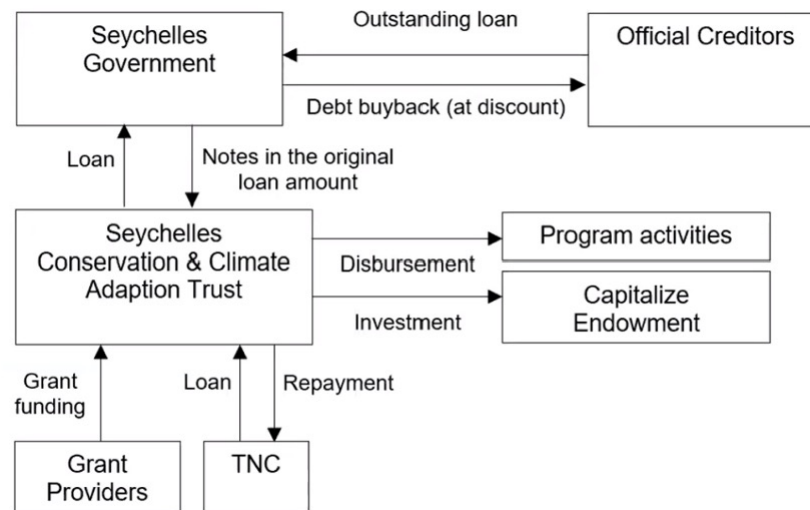 Seychelles
Government
Outstanding loan
Official Creditors
Debt buyback (at discount)
Loan
Notes in the original
loan amount
Seychelles
Conservation & Climate
Adaption Trust
Program activities
Disbursement
Capitalize
Endowment
Investment
Grant
funding
Loan
Repayment
Grant
Providers
TNC